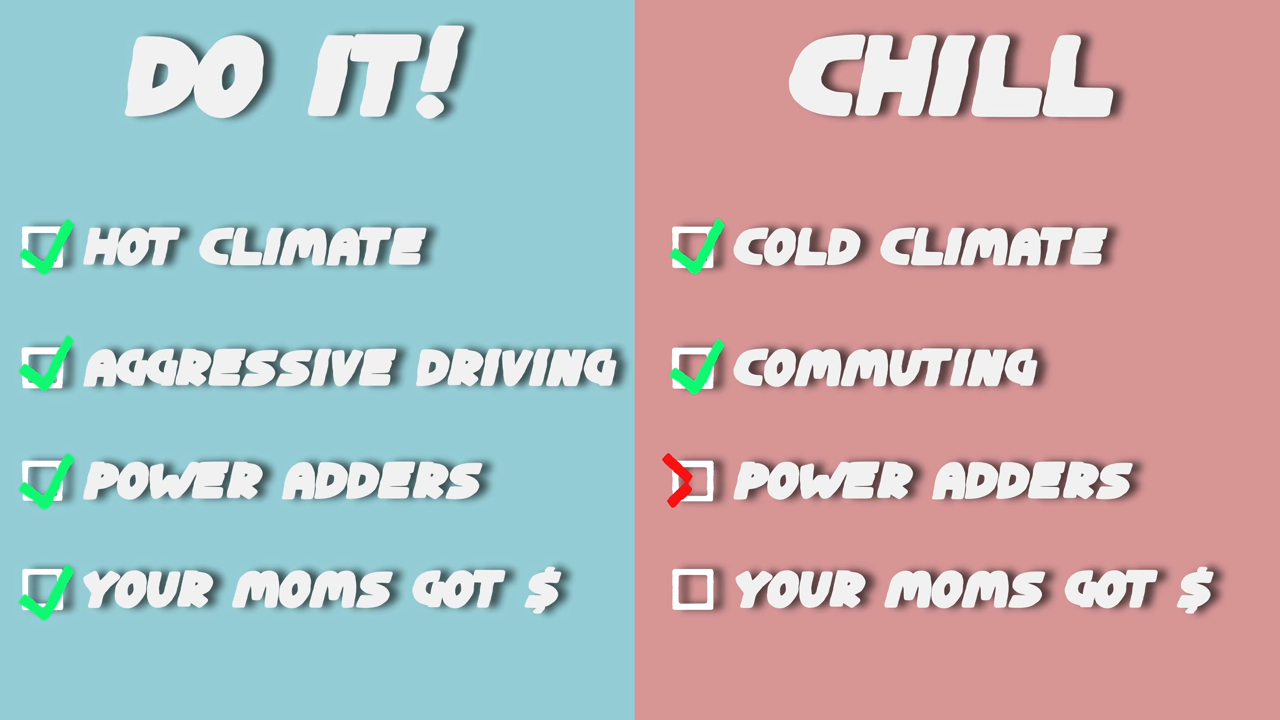 DO IT!
HOT CLIMATE
AGGRESSIVE DRIVING
POWER ADDERS
YOUR MOMS GOT $
CHILL
COLD CLIMATE
COMMUTING
POWER ADDERS
YOUR MOMS GOT $